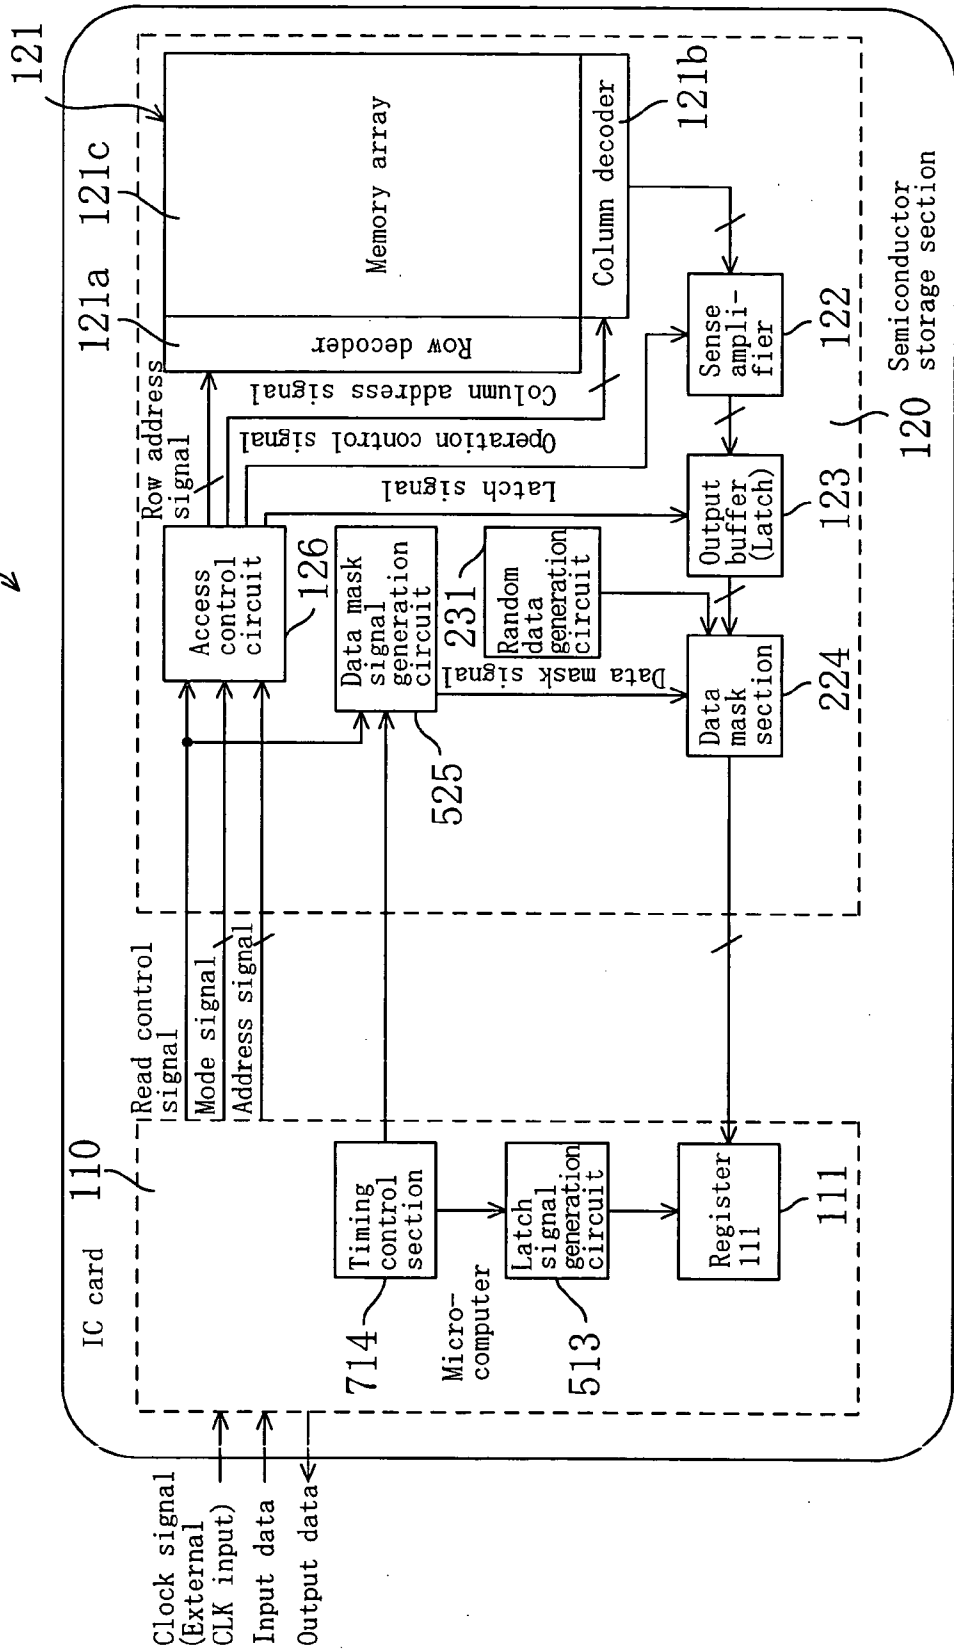 IC card
110
Clock signal
(External
CLK input)
Input data
Output data
Read control
signal
Mode signal
Address signal
Timing
control
section
714
Micro-
computer
Latch
signal
generation
circuit
513
Register
111
111
Access
control
circuit
126
Row address
signal
Column address signal
Operation control signal
Latch signal
Data mask
signal
generation
circuit
525
Data mask signal
231
Random
data
generation
circuit
Data
mask
section
224
Output
buffer
(Latch)
123
Sense
ampli-
fier
122
121
121a
121c
Row decoder
Memory array
Column decoder
121b
120
Semiconductor
storage section